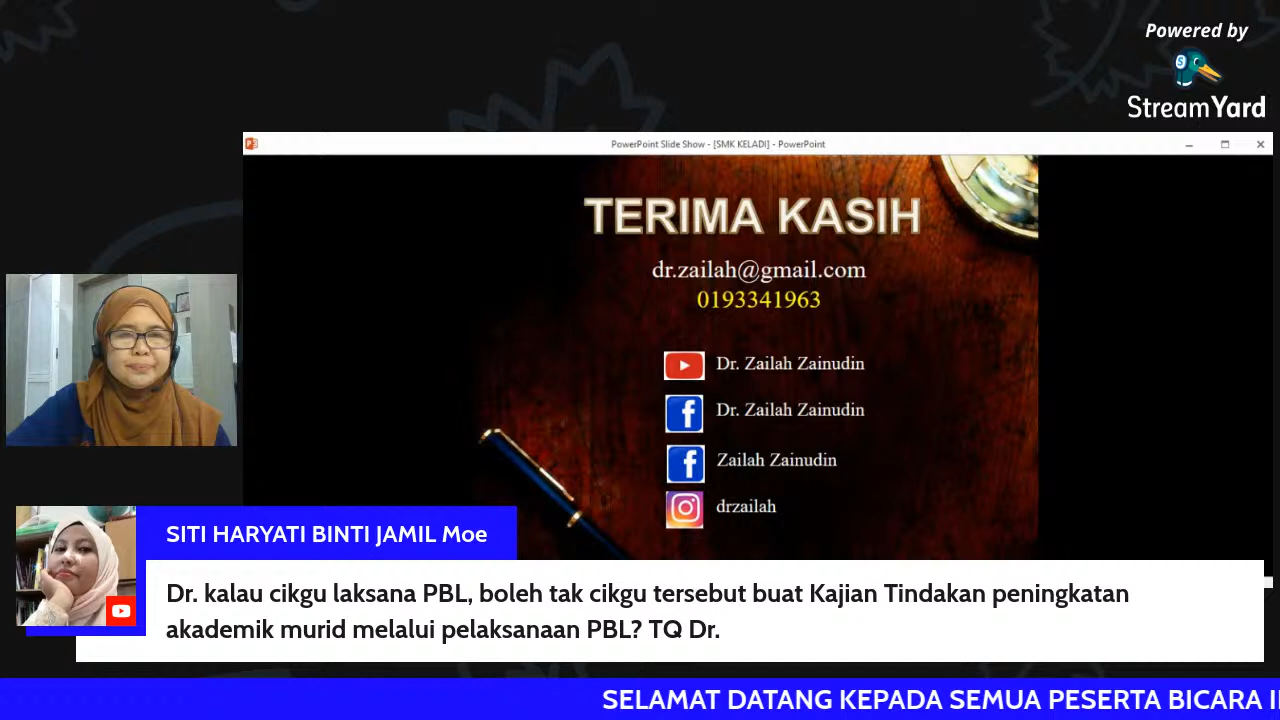 Powered by
StreamYard
PowerPoint Slide Show - [SMK KELADI] - PowerPoint
TERIMA KASIH
dr.zailah@gmail.com
0193341963
Dr. Zailah Zainudin
Dr. Zailah Zainudin
Zailah Zainudin
drzailah
SITI HARYATI BINTI JAMIL Moe
Dr. kalau cikgu laksana PBL, boleh tak cikgu tersebut buat Kajian Tindakan peningkatan
akademik murid melalui pelaksanaan PBL? TQ Dr.
SELAMAT DATANG KEPADA SEMUA PESERTA BICARA